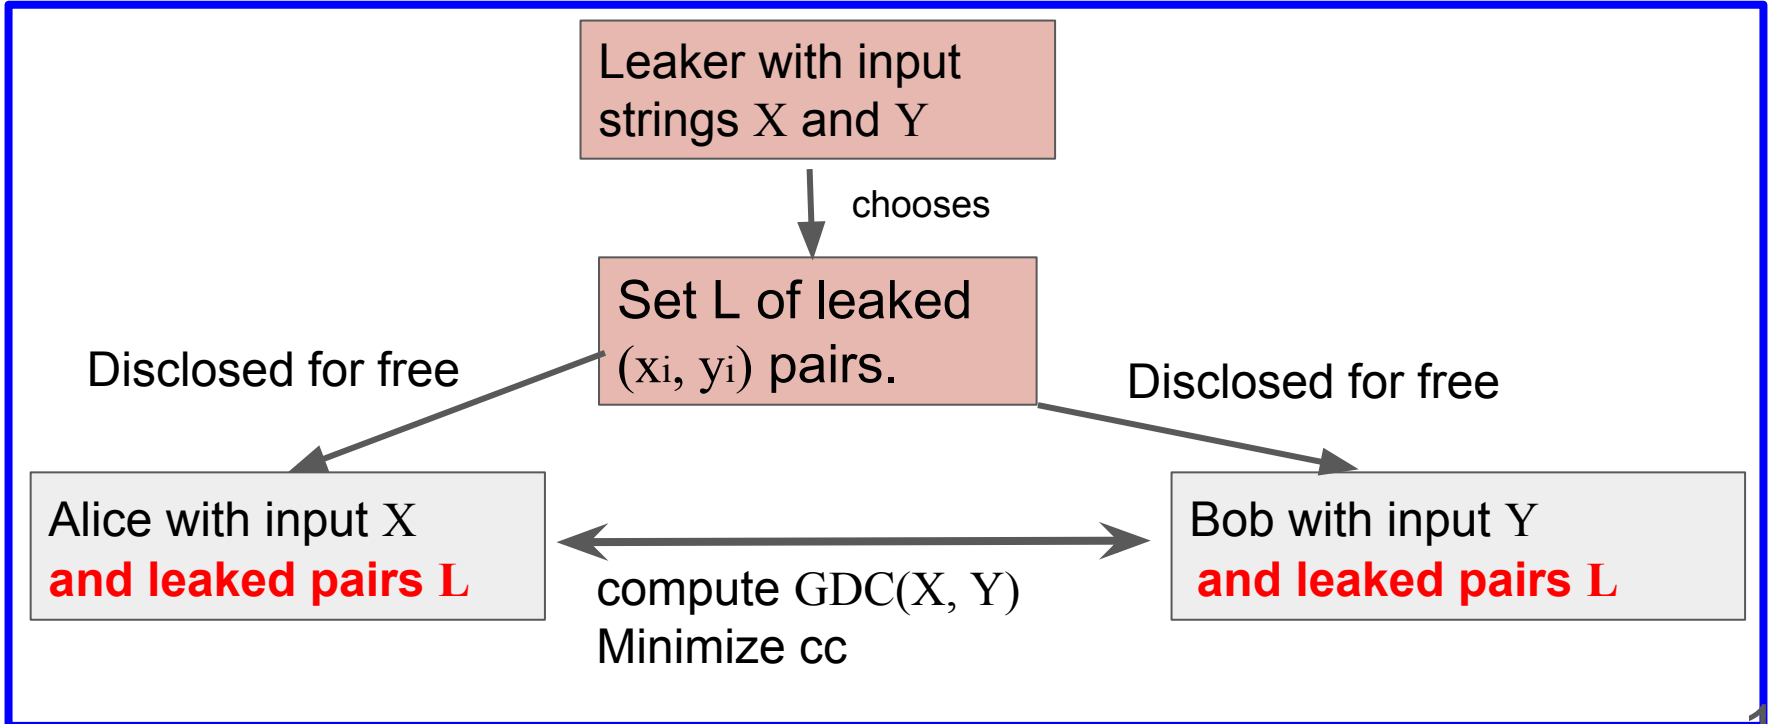 Leaker with input
strings X and Y
chooses
Set L of leaked
(xi, yi) pairs.
Disclosed for free
Disclosed for free
Alice with input X
and leaked pairs L
compute GDC(X, Y)
Minimize cc
Bob with input Y
and leaked pairs L